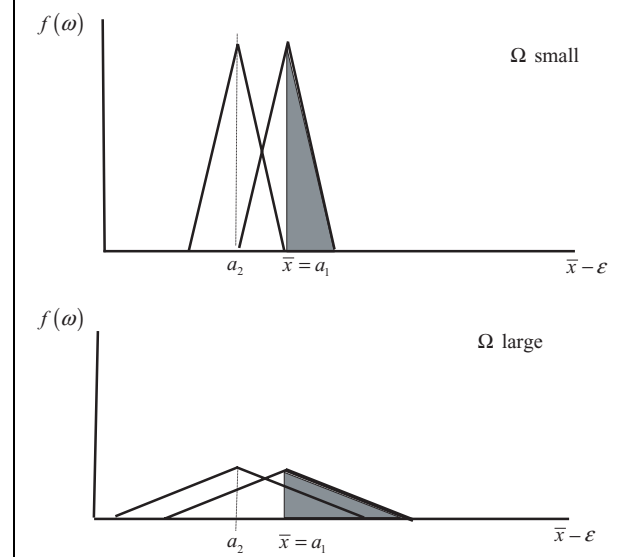 f(ω)
Ω small
a₂
x̄ = a₁
x̄ − ε
f(ω)
Ω large
a₂
x̄ = a₁
x̄ − ε